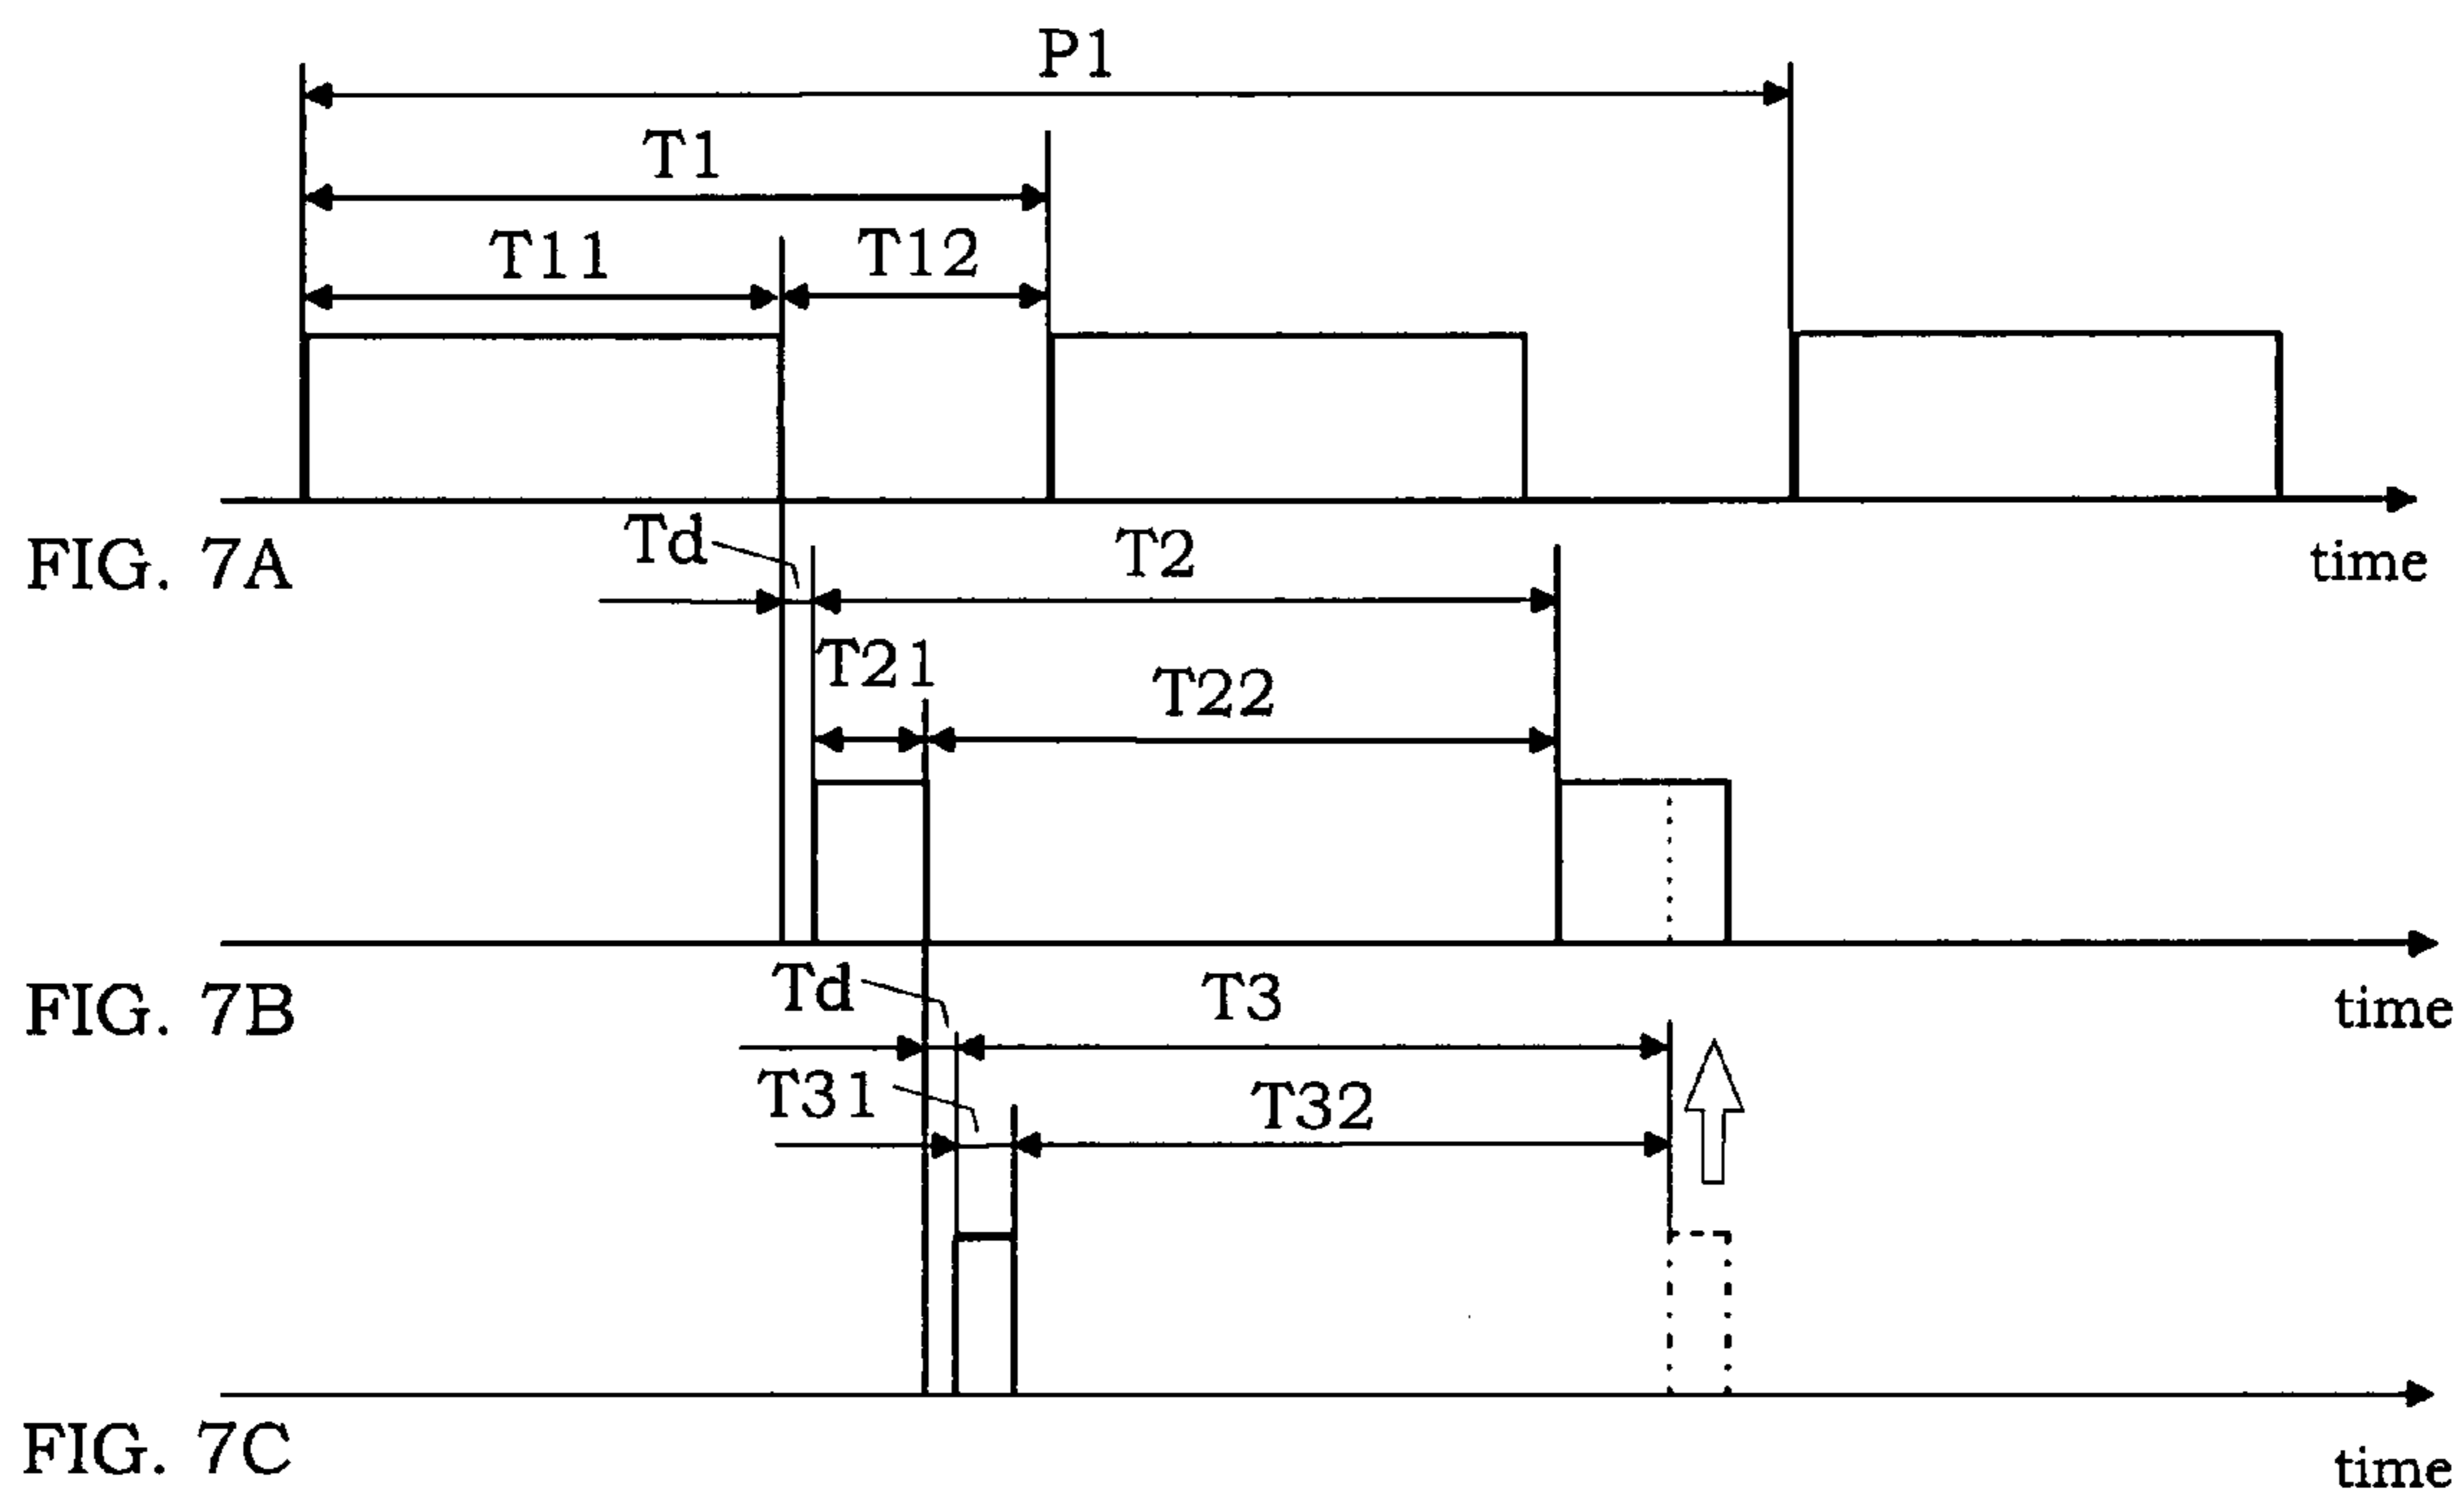 P1
T1
T11
T12
FIG. 7A
time
Td
T2
T21
T22
FIG. 7B
time
Td
T3
T31
T32
FIG. 7C
time